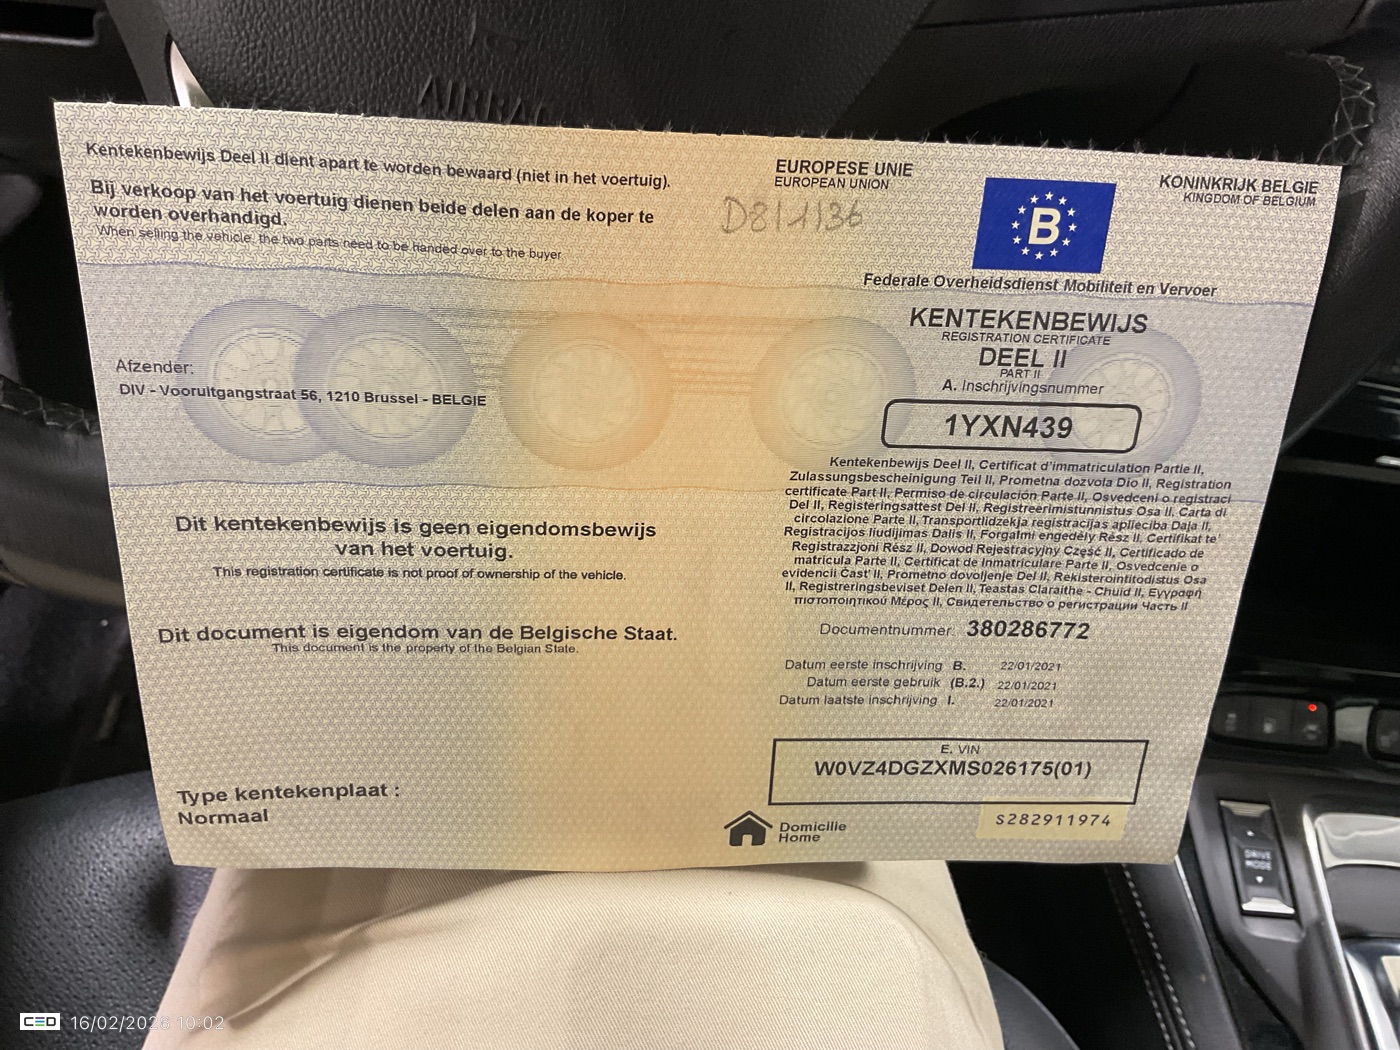 AIRBAG
Kentekenbewijs Deel II dient apart te worden bewaard (niet in het voertuig).
Bij verkoop van het voertuig dienen beide delen aan de koper te
worden overhandigd.
When selling the vehicle, the two parts need to be handed over to the buyer
Afzender:
DIV - Vooruitgangstraat 56, 1210 Brussel - BELGIE
Dit kentekenbewijs is geen eigendomsbewijs
van het voertuig.
This registration certificate is not proof of ownership of the vehicle.
Dit document is eigendom van de Belgische Staat.
This document is the property of the Belgian State.
Type kentekenplaat :
Normaal
EUROPESE UNIE
EUROPEAN UNION
D811136
B
KONINKRIJK BELGIE
KINGDOM OF BELGIUM
Federale Overheidsdienst Mobiliteit en Vervoer
KENTEKENBEWIJS
REGISTRATION CERTIFICATE
DEEL II
PART II
A. Inschrijvingsnummer
1YXN439
Kentekenbewijs Deel II, Certificat d'immatriculation Partie II,
Zulassungsbescheinigung Teil II, Prometna dozvola Dio II, Registration
certificate Part II, Permiso de circulación Parte II, Osvedceni o registraci
Del II, Registeringsattest Del II, Registreerimistunnistus Osa II, Carta di
circolazione Parte II, Transportlidzekja registracijas aplieciba Daja II,
Registracijos liudijimas Dalis II, Forgalmi engedély Rész II, Certifikat te'
Registrazzjoni Rész II, Dowod Rejestracyjny Część II, Certificado de
matricula Parte II, Certificat de Inmatriculare Parte II, Osvedcenie o
evidencii Čast' II, Prometno dovoljenje Del II, Rekisterointitodistus Osa
II, Registreringsbeviset Delen II, Teastas Claraithe - Chuid II, Εγγραφή
πιστοποιητικού Μέρος II, Свидетельство о регистрации Часть II
Documentnummer. 380286772
Datum eerste inschrijving B. 22/01/2021
Datum eerste gebruik (B.2.) 22/01/2021
Datum laatste inschrijving I. 22/01/2021
E. VIN
W0VZ4DGZXMS026175(01)
Domicilie
Home
S282911974
DRIVE
MODE
CED 16/02/2026 10:02